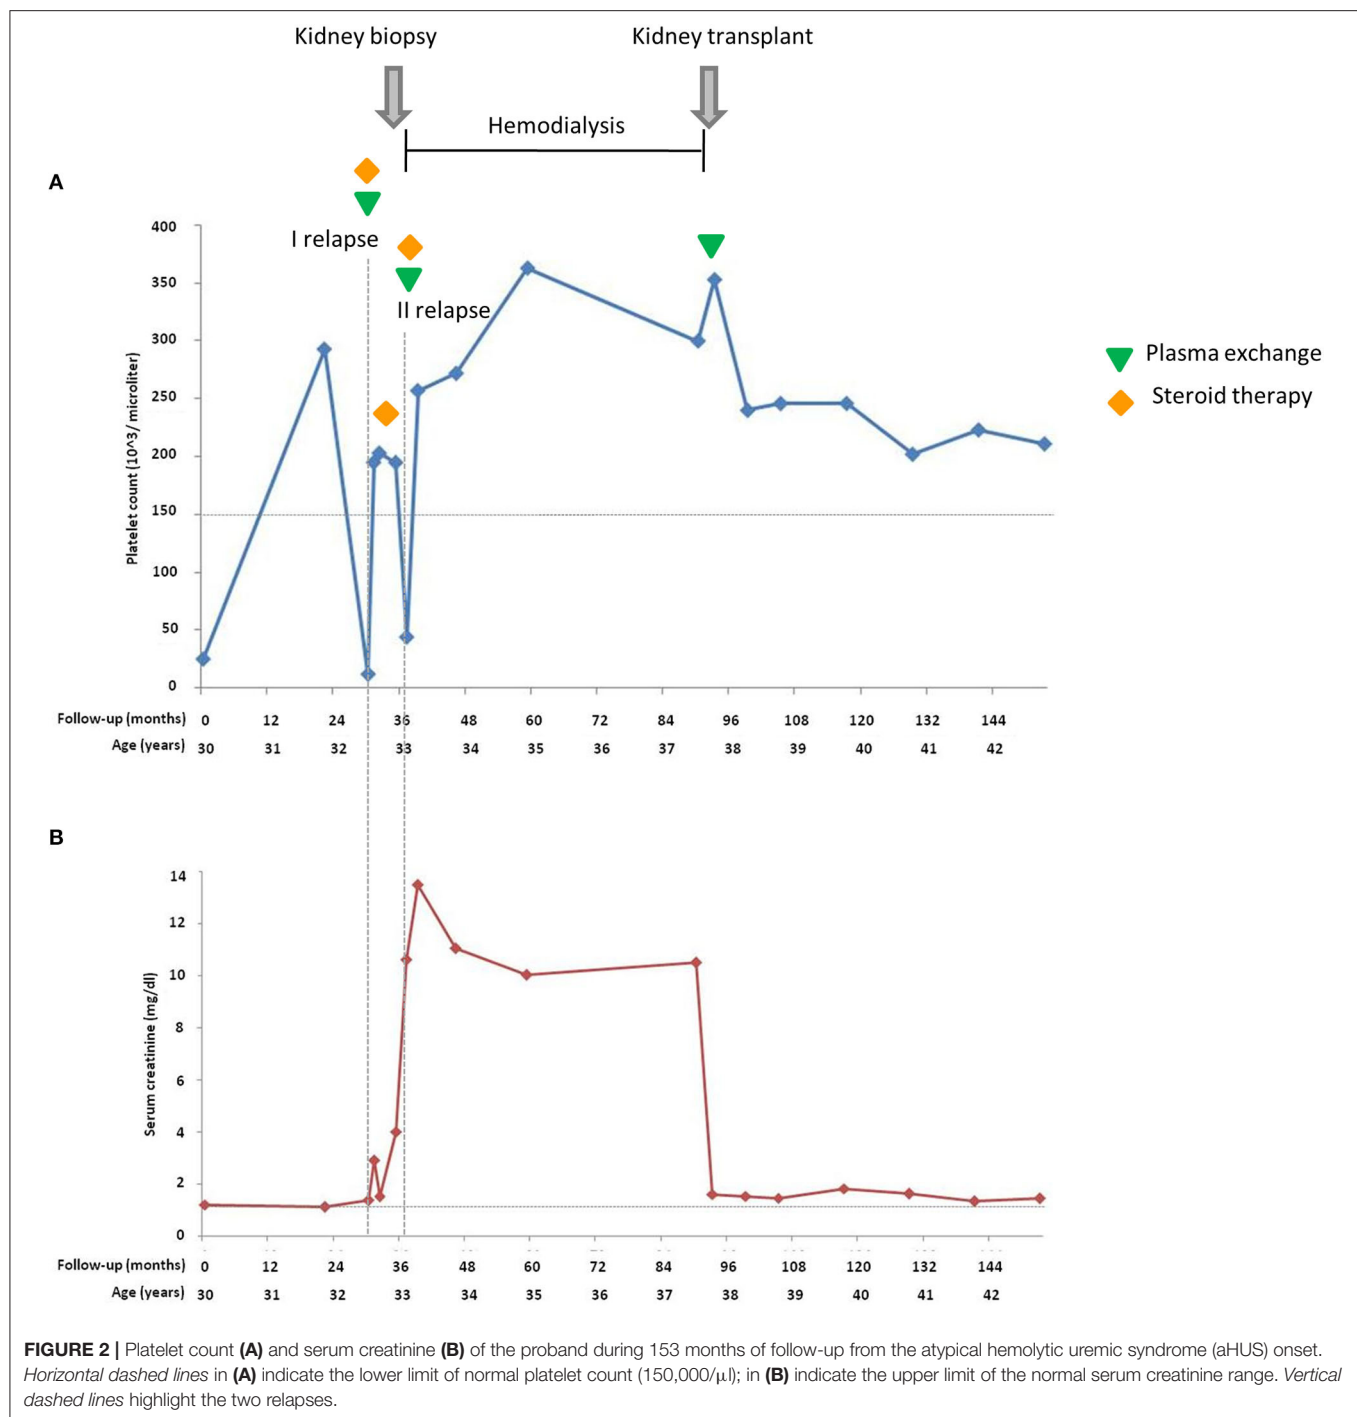 Kidney biopsy
Kidney transplant
Hemodialysis
A
I relapse
II relapse
400
350
300
250
200
150
100
50
0
Platelet count (10^3/ microliter)
Plasma exchange
Steroid therapy
Follow-up (months) 0 12 24 36 48 60 72 84 96 108 120 132 144
Age (years) 30 31 32 33 34 35 36 37 38 39 40 41 42
B
14
12
10
8
6
4
2
0
Serum creatinine (mg/dl)
Follow-up (months) 0 12 24 36 48 60 72 84 96 108 120 132 144
Age (years) 30 31 32 33 34 35 36 37 38 39 40 41 42
FIGURE 2 | Platelet count (A) and serum creatinine (B) of the proband during 153 months of follow-up from the atypical hemolytic uremic syndrome (aHUS) onset.
Horizontal dashed lines in (A) indicate the lower limit of normal platelet count (150,000/μl); in (B) indicate the upper limit of the normal serum creatinine range. Vertical
dashed lines highlight the two relapses.